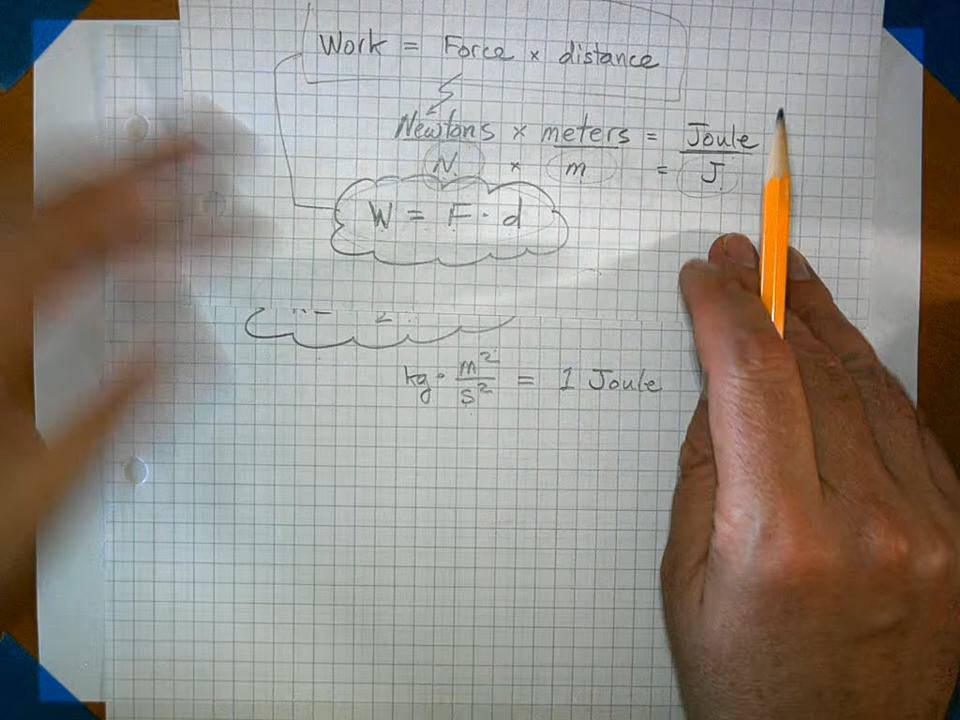 Work = Force × distance
Newtons × meters = Joule
N × m = J
W = F · d
kg · m²/s² = 1 Joule